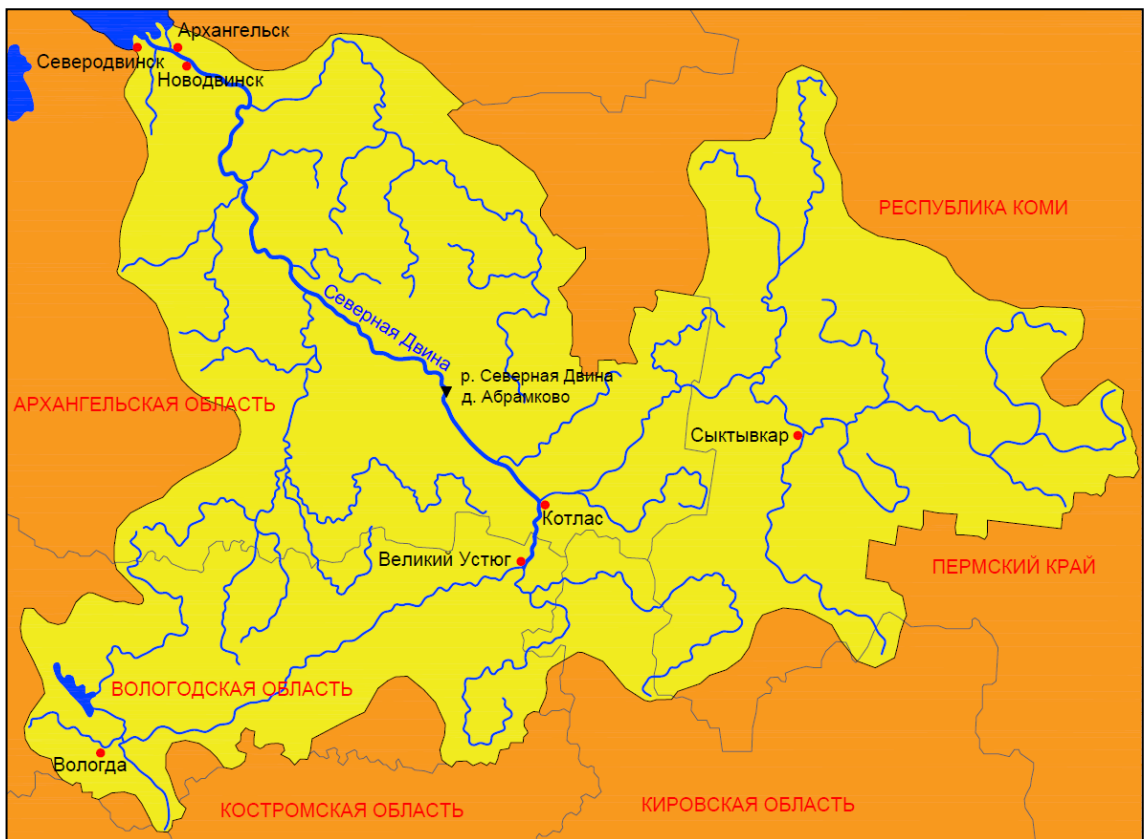 Архангельск
Северодвинск
Новодвинск
РЕСПУБЛИКА КОМИ
Северная Двина
р. Северная Двина
д. Абрамково
АРХАНГЕЛЬСКАЯ ОБЛАСТЬ
Сыктывкар
Котлас
Великий Устюг
ПЕРМСКИЙ КРАЙ
ВОЛОГОДСКАЯ ОБЛАСТЬ
Вологда
КОСТРОМСКАЯ ОБЛАСТЬ
КИРОВСКАЯ ОБЛАСТЬ